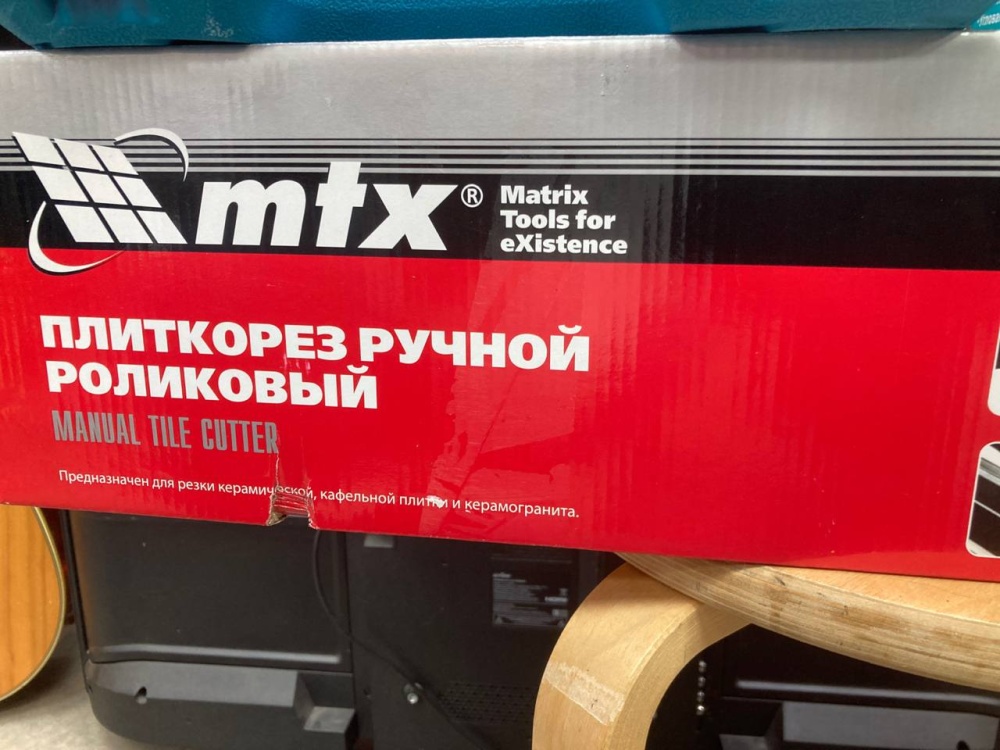 mtx® Matrix
Tools for
eXistence
ПЛИТКОРЕЗ РУЧНОЙ
РОЛИКОВЫЙ
MANUAL TILE CUTTER
Предназначен для резки керамической, кафельной плитки и керамогранита.